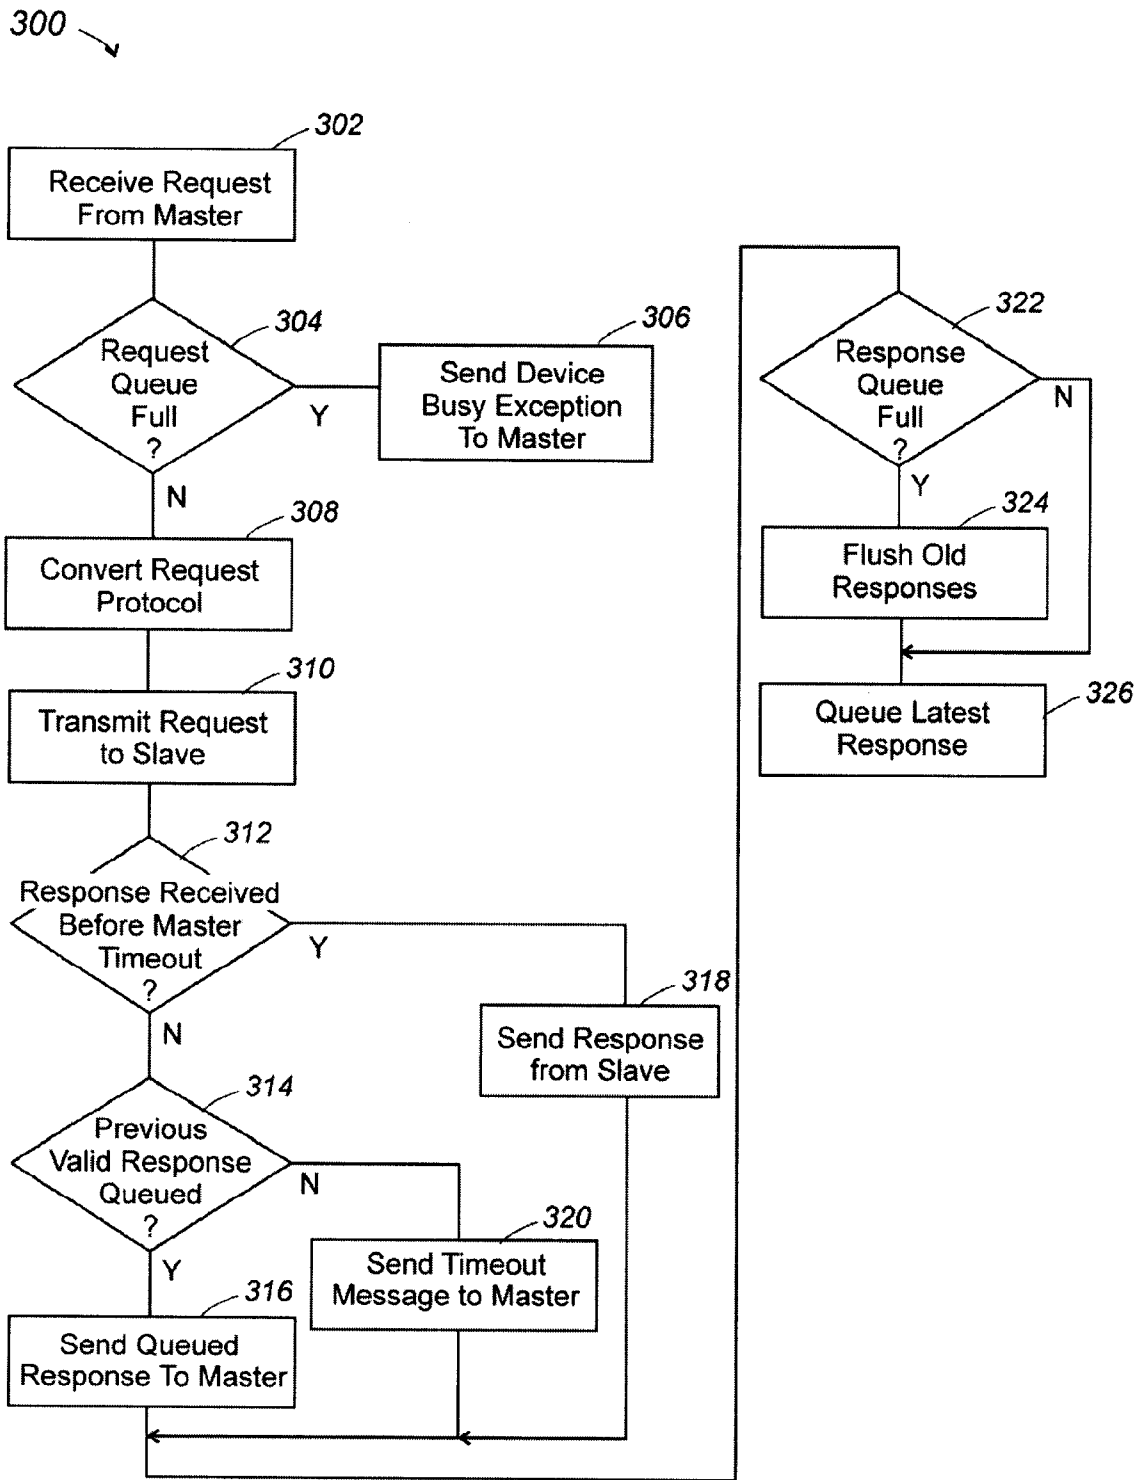 300
302
Receive Request
From Master
304
Request
Queue
Full
?
Y
N
306
Send Device
Busy Exception
To Master
308
Convert Request
Protocol
310
Transmit Request
to Slave
312
Response Received
Before Master
Timeout
?
Y
N
318
Send Response
from Slave
314
Previous
Valid Response
Queued
?
N
Y
320
Send Timeout
Message to Master
316
Send Queued
Response To Master
322
Response
Queue
Full
?
N
Y
324
Flush Old
Responses
326
Queue Latest
Response